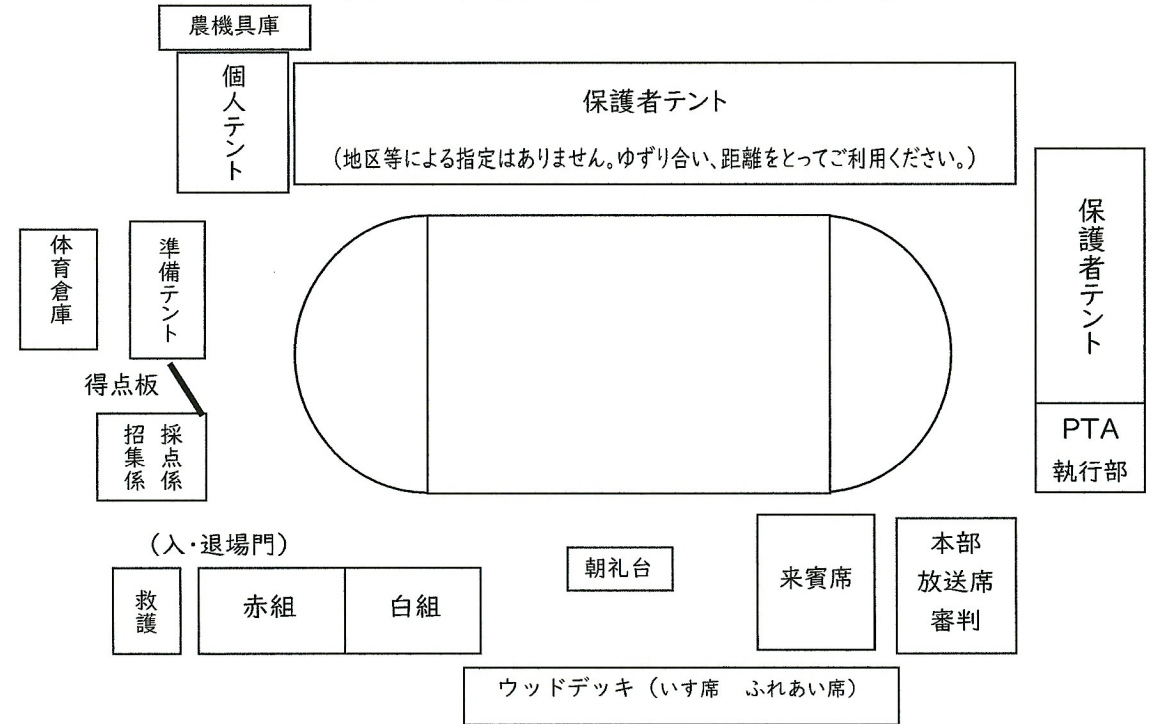 農機具庫
個人テント
保護者テント
（地区等による指定はありません。ゆずり合い、距離をとってご利用ください。）
保護者テント
体育倉庫
準備テント
得点板
採点係
招集係
PTA
執行部
（入・退場門）
救護
赤組
白組
朝礼台
来賓席
本部
放送席
審判
ウッドデッキ（いす席　ふれあい席）